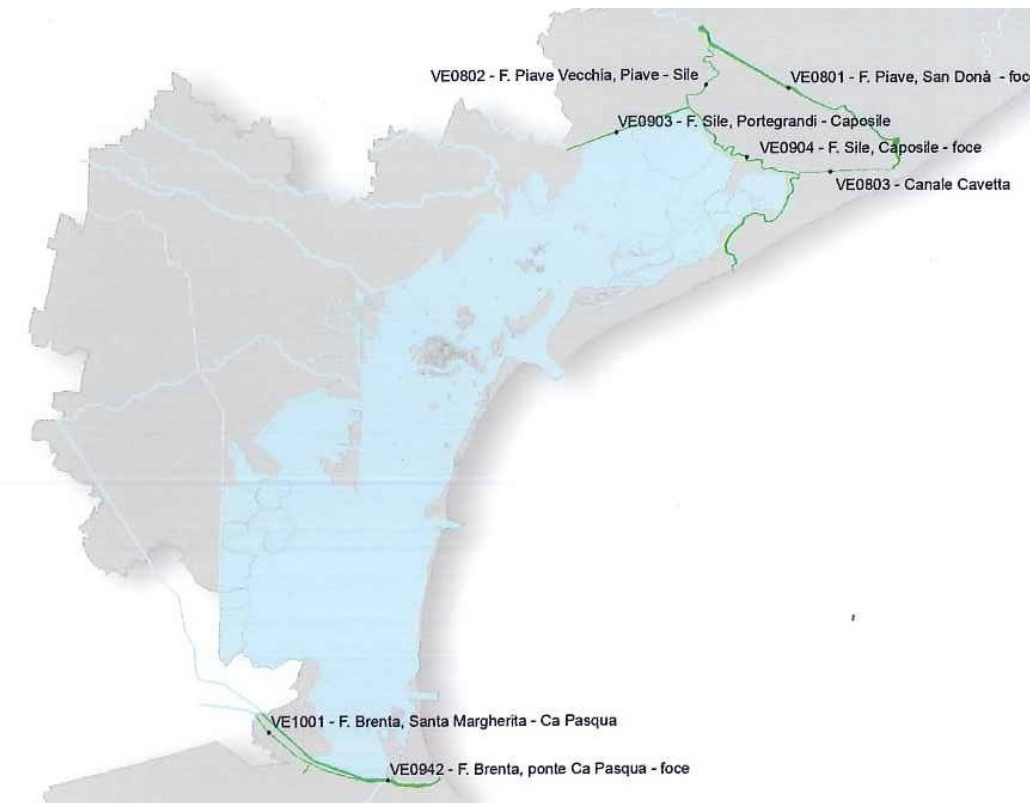 VE0802 - F. Piave Vecchia, Piave - Sile
VE0801 - F. Piave, San Donà - foc
VE0903 - F. Sile, Portegrandi - Caposile
VE0904 - F. Sile, Caposile - foce
VE0803 - Canale Cavetta
VE1001 - F. Brenta, Santa Margherita - Ca Pasqua
VE0942 - F. Brenta, ponte Ca Pasqua - foce